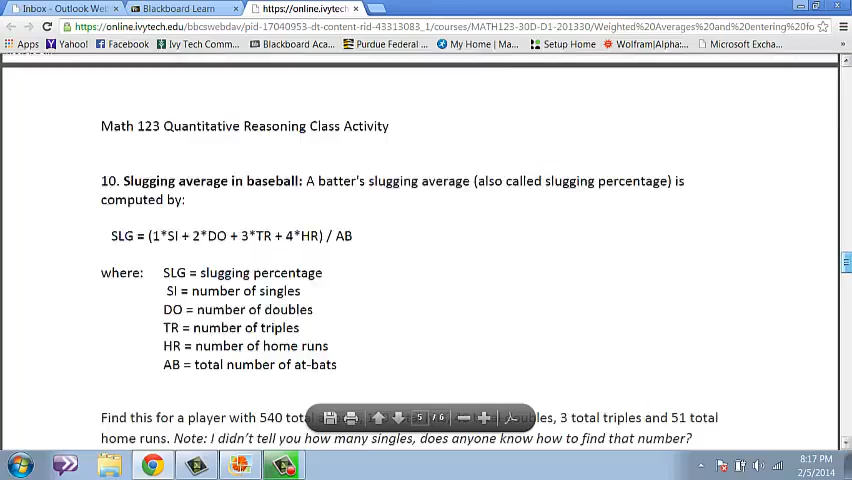 Inbox - Outlook Web
Blackboard Learn
https://online.ivytech
https://online.ivytech.edu/bbcswebdav/pid-17040953-dt-content-rid-43313083_1/courses/MATH123-30D-D1-201330/Weighted%20Averages%20and%20entering%20fo
Apps Yahoo! Facebook Ivy Tech Comm... Blackboard Acade... Purdue Federal ... My How | Math ... Setup Home Wolfram|Alpha: ... Microsoft Excha...
Math 123 Quantitative Reasoning Class Activity
10. Slugging average in baseball: A batter's slugging average (also called slugging percentage) is
computed by:
SLG = (1*SI + 2*DO + 3*TR + 4*HR) / AB
where: SLG = slugging percentage
SI = number of singles
DO = number of doubles
TR = number of triples
HR = number of home runs
AB = total number of at-bats
Find this for a player with 540 total
5 / 6
bles, 3 total triples and 51 total
home runs. Note: I didn't tell you how many singles, does anyone know how to find that number?
8:17 PM
2/5/2014